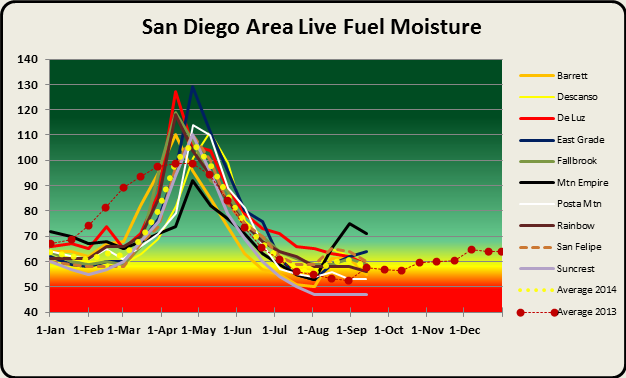 San Diego Area Live Fuel Moisture
140
130
120
110
100
90
80
70
60
50
40
1-Jan 1-Feb 1-Mar 1-Apr 1-May 1-Jun 1-Jul 1-Aug 1-Sep 1-Oct 1-Nov 1-Dec
Barrett
Descanso
De Luz
East Grade
Fallbrook
Mtn Empire
Posta Mtn
Rainbow
San Felipe
Suncrest
Average 2014
Average 2013